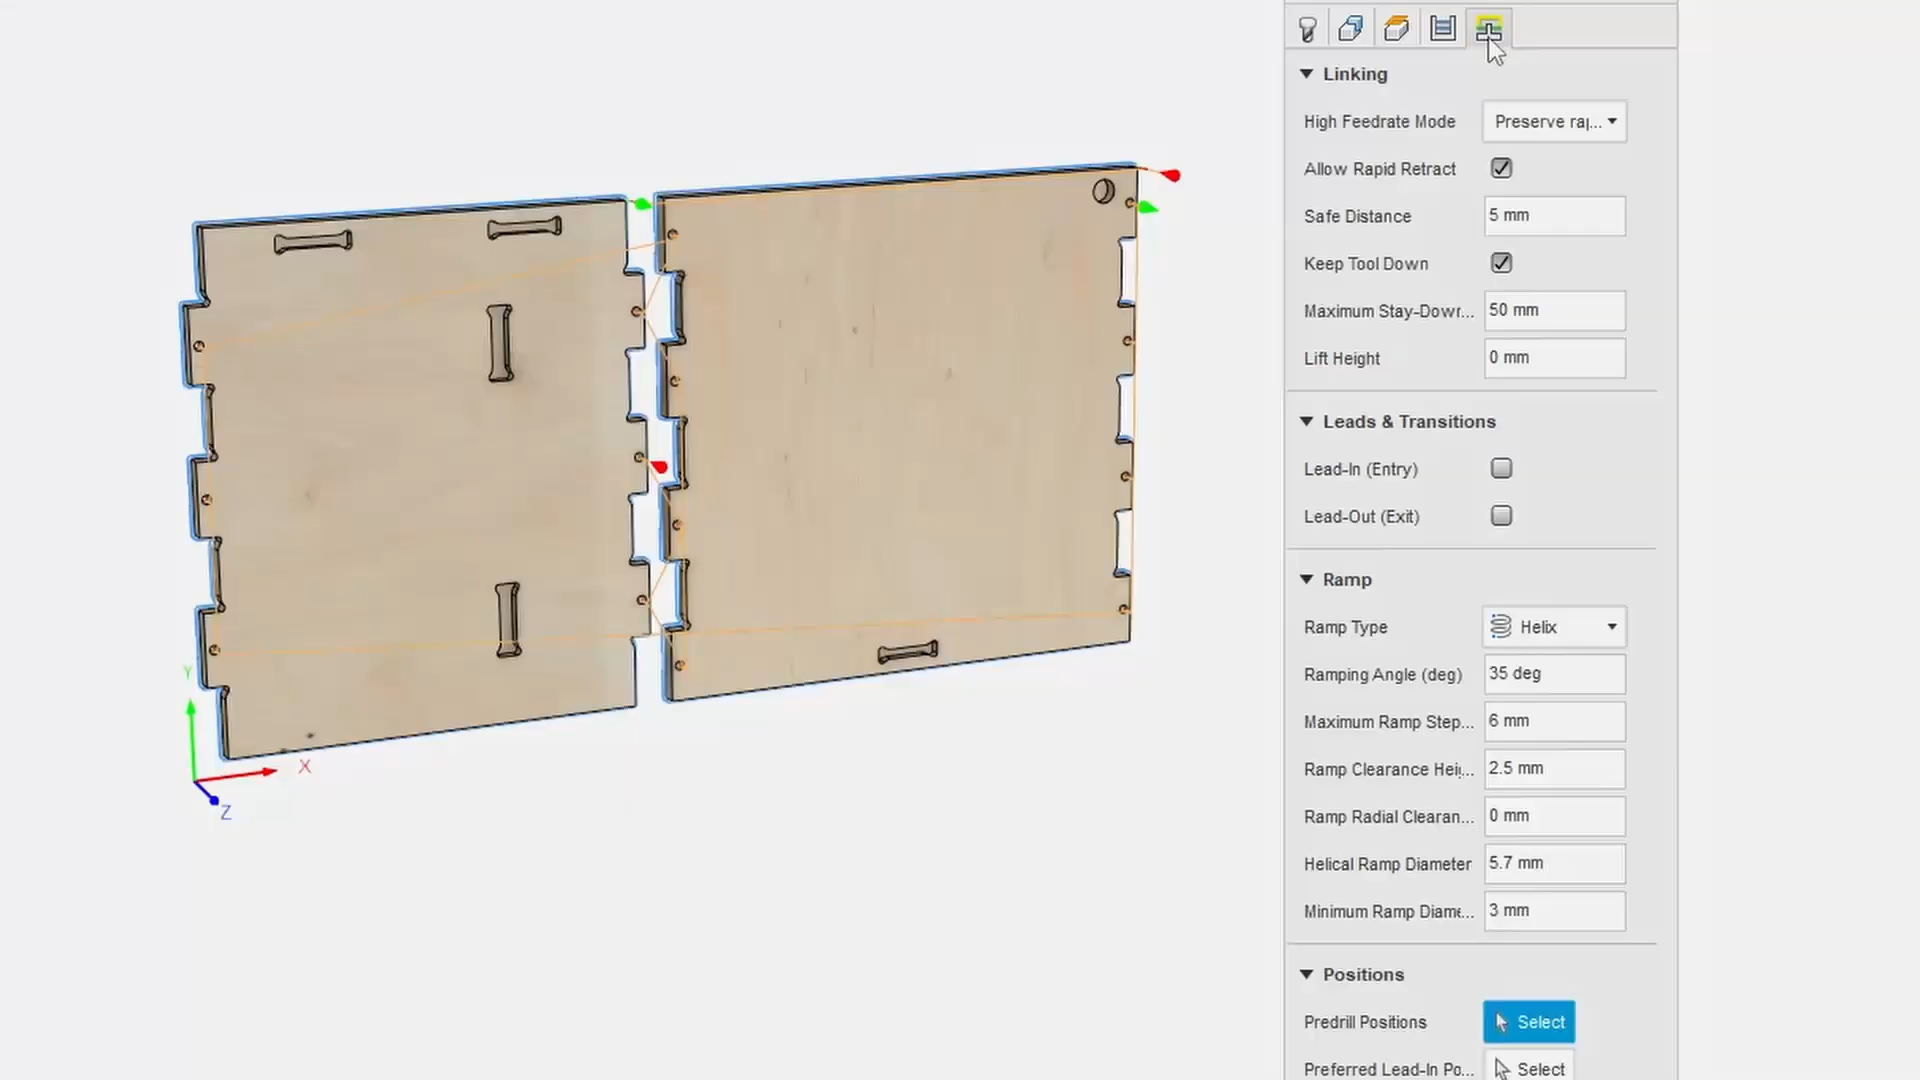 Linking
High Feedrate Mode Preserve raj...
Allow Rapid Retract
Safe Distance 5 mm
Keep Tool Down
Maximum Stay-Down... 50 mm
Lift Height 0 mm
Leads & Transitions
Lead-In (Entry)
Lead-Out (Exit)
Ramp
Ramp Type Helix
Ramping Angle (deg) 35 deg
Maximum Ramp Step... 6 mm
Ramp Clearance Hei... 2.5 mm
Ramp Radial Clearan... 0 mm
Helical Ramp Diameter 5.7 mm
Minimum Ramp Diame... 3 mm
Positions
Predrill Positions Select
Preferred Lead-In Po... Select
Y
X
Z